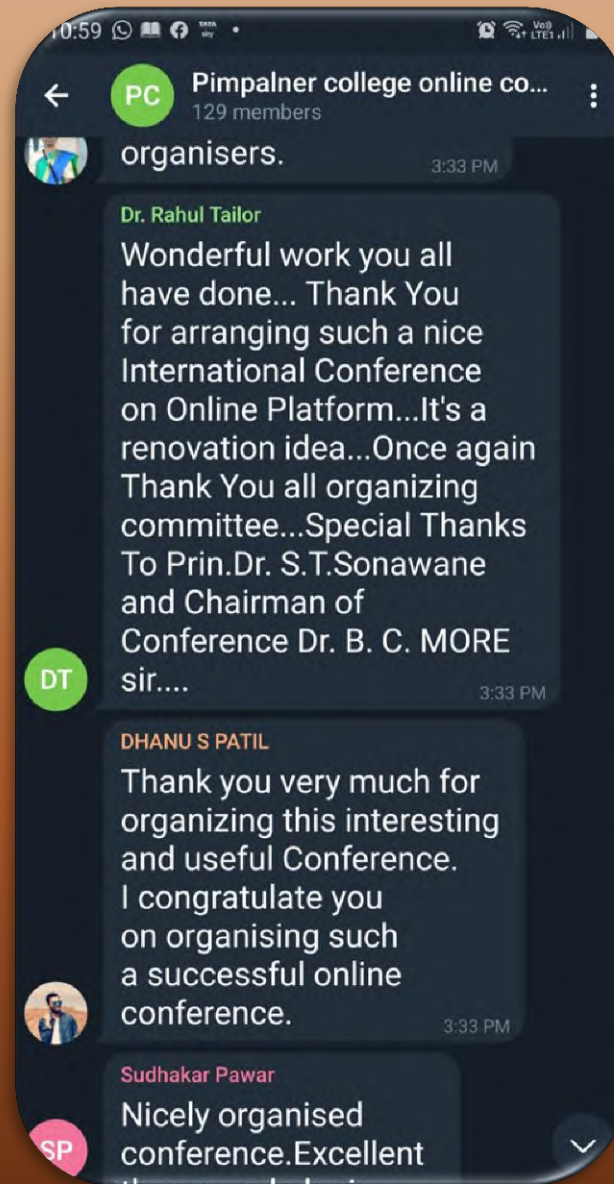 10:59
TATA sky
Vo)) LTE1
PC
Pimpalner college online co...
129 members
organisers.
3:33 PM
Dr. Rahul Tailor
Wonderful work you all
have done... Thank You
for arranging such a nice
International Conference
on Online Platform...It's a
renovation idea...Once again
Thank You all organizing
committee...Special Thanks
To Prin.Dr. S.T.Sonawane
and Chairman of
Conference Dr. B. C. MORE
sir....
3:33 PM
DT
DHANU S PATIL
Thank you very much for
organizing this interesting
and useful Conference.
I congratulate you
on organising such
a successful online
conference.
3:33 PM
Sudhakar Pawar
Nicely organised
conference.Excellent
SP